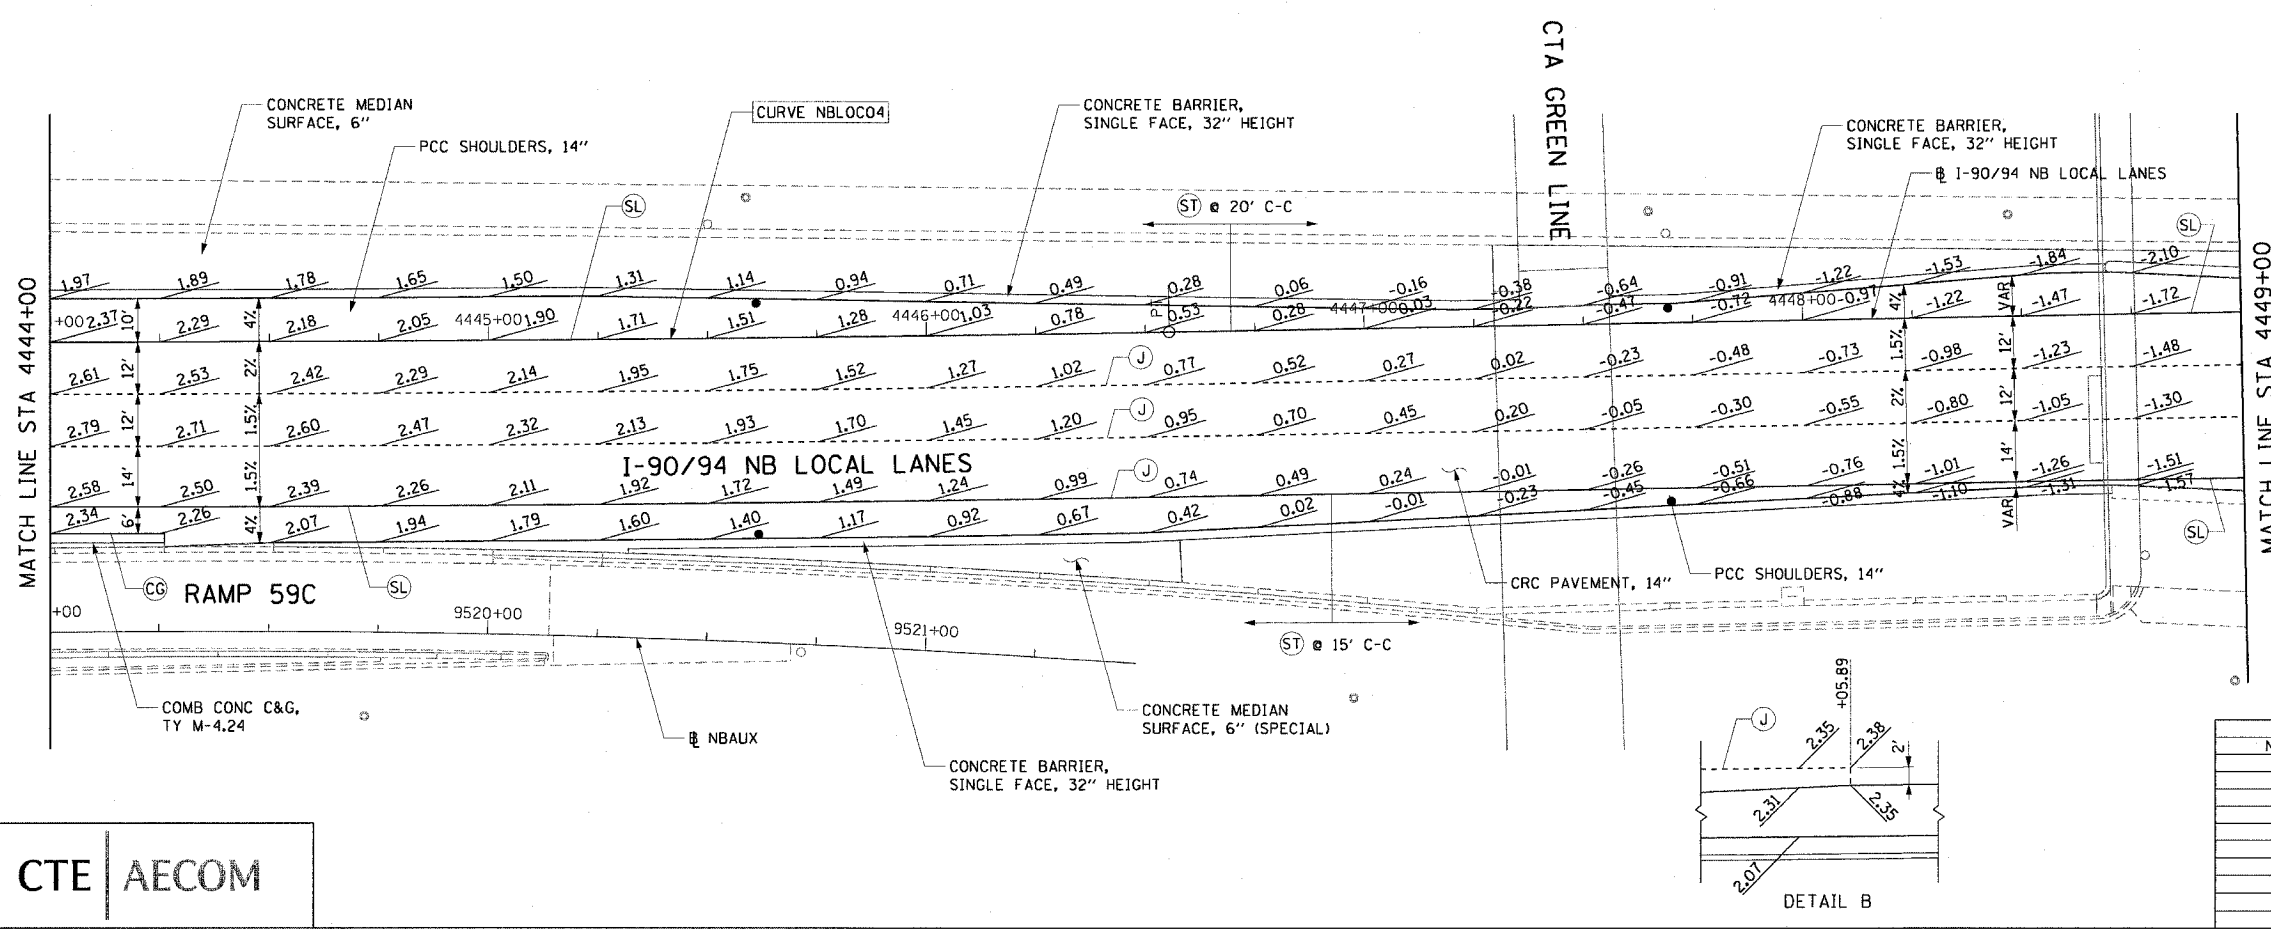 CTA GREEN LINE
CONCRETE MEDIAN
SURFACE, 6"
PCC SHOULDERS, 14"
CURVE NBLOC04
CONCRETE BARRIER,
SINGLE FACE, 32" HEIGHT
CONCRETE BARRIER,
SINGLE FACE, 32" HEIGHT
℄ I-90/94 NB LOCAL LANES
SL
ST @ 20' C-C
SL
MATCH LINE STA 4444+00
MATCH LINE STA 4449+00
1.97 1.89 1.78 1.65 1.50 1.31 1.14 0.94 0.71 0.49 0.28 0.06 -0.16 -0.38 -0.64 -0.91 -1.22 -1.53 -1.84 -2.10
10' 4% 4% VAR
+00 2.37 2.29 2.18 2.05 4445+00 1.90 1.71 1.51 1.28 4446+00 1.03 0.78 0.53 0.28 4447+00 0.03 -0.22 -0.47 -0.72 4448+00 -0.97 -1.22 -1.47 -1.72
12' 2% J 1.5% 12'
2.61 2.53 2.42 2.29 2.14 1.95 1.75 1.52 1.27 1.02 0.77 0.52 0.27 0.02 -0.23 -0.48 -0.73 -0.98 -1.23 -1.48
12' 1.5% J 2% 12'
2.79 2.71 2.60 2.47 2.32 2.13 1.93 1.70 1.45 1.20 0.95 0.70 0.45 0.20 -0.05 -0.30 -0.55 -0.80 -1.05 -1.30
I-90/94 NB LOCAL LANES
14' 1.5% J 1.5% 14'
2.58 2.50 2.39 2.26 2.11 1.92 1.72 1.49 1.24 0.99 0.74 0.49 0.24 -0.01 -0.26 -0.51 -0.76 -1.01 -1.26 -1.51
6' 4% 4% VAR
2.34 2.26 2.07 1.94 1.79 1.60 1.40 1.17 0.92 0.67 0.42 0.02 -0.01 -0.23 -0.45 -0.66 -0.88 -1.10 -1.31 -1.57
SL
CG
RAMP 59C
SL
CRC PAVEMENT, 14"
PCC SHOULDERS, 14"
+00
9520+00
9521+00
ST @ 15' C-C
COMB CONC C&G,
TY M-4.24
℄ NBAUX
CONCRETE MEDIAN
SURFACE, 6" (SPECIAL)
CONCRETE BARRIER,
SINGLE FACE, 32" HEIGHT
+05.89
J
2.35
2.38
2'
2.31
2.35
2.07
DETAIL B
CTE AECOM